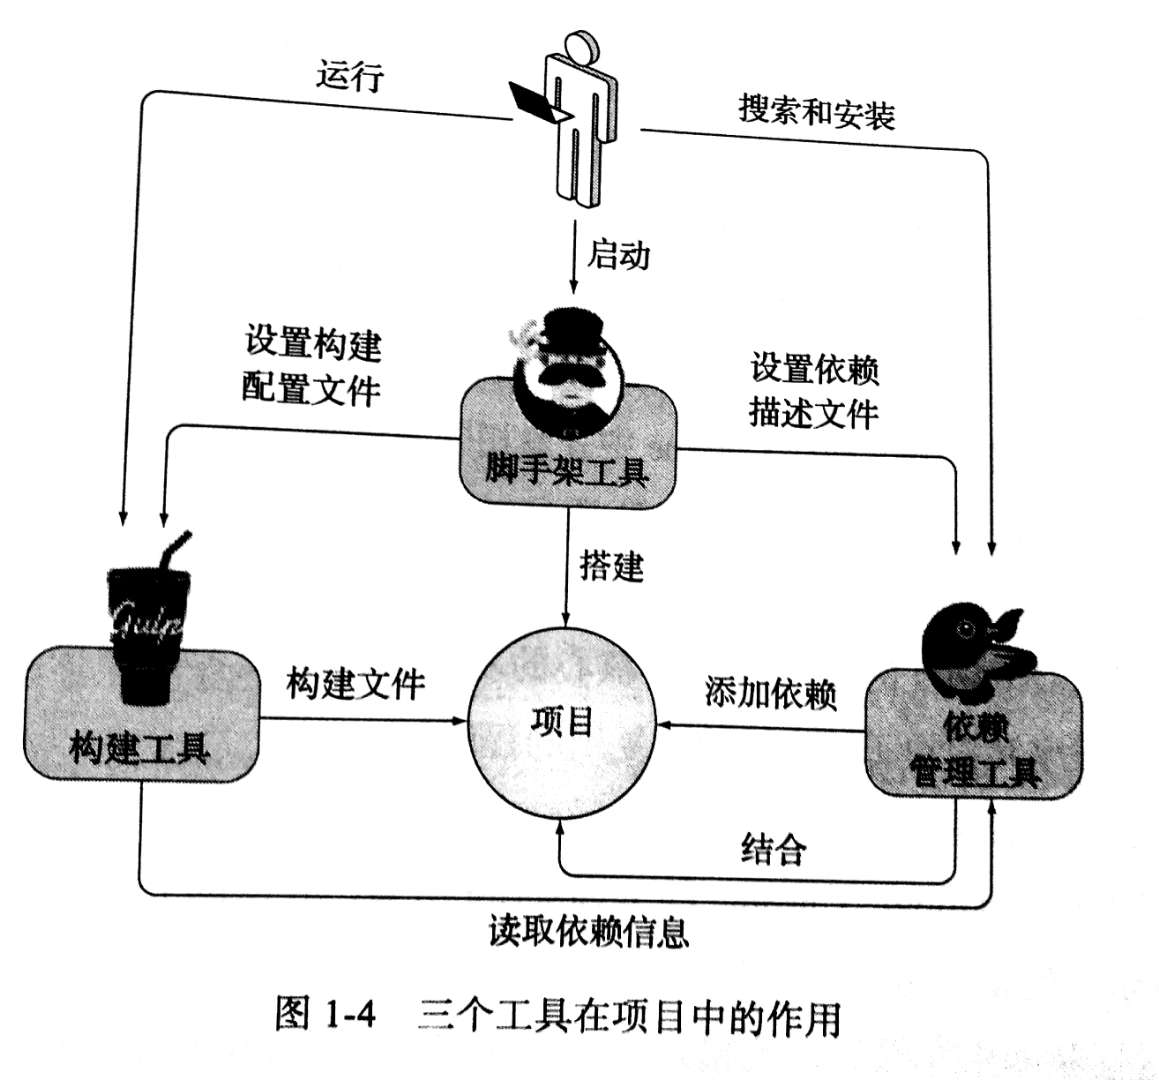 运行
搜索和安装
启动
设置构建
配置文件
设置依赖
描述文件
脚手架工具
搭建
Gulp
构建文件
添加依赖
项目
构建工具
依赖
管理工具
结合
读取依赖信息
图 1-4 三个工具在项目中的作用